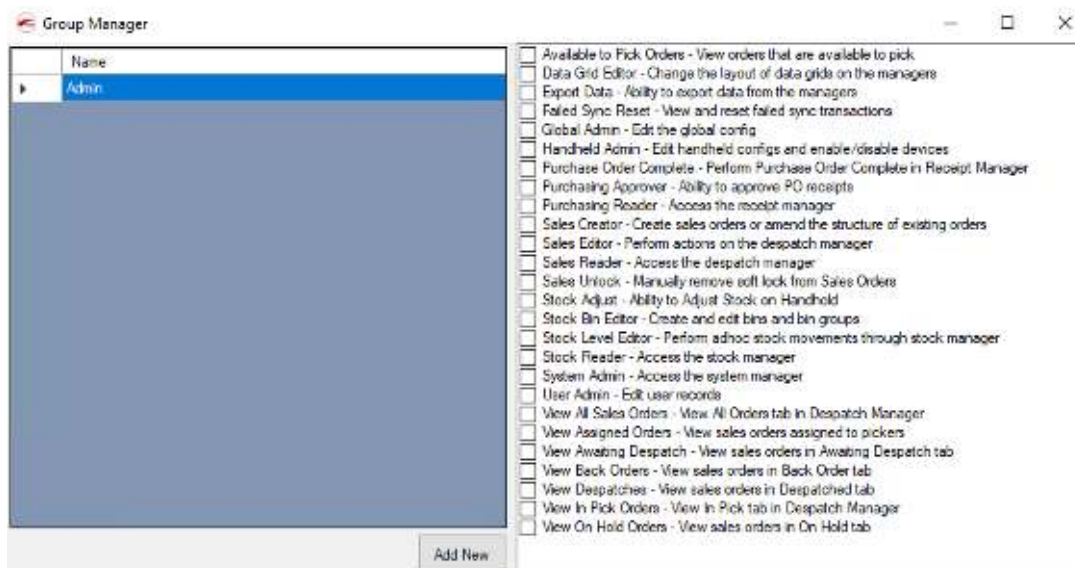 Group Manager
Name
Admin
Available to Pick Orders - View orders that are available to pick
Data Grid Editor - Change the layout of data grids on the managers
Export Data - Ability to export data from the managers
Failed Sync Reset - View and reset failed sync transactions
Global Admin - Edit the global config
Handheld Admin - Edit handheld configs and enable/disable devices
Purchase Order Complete - Perform Purchase Order Complete in Receipt Manager
Purchasing Approver - Ability to approve PO receipts
Purchasing Reader - Access the receipt manager
Sales Creator - Create sales orders or amend the structure of existing orders
Sales Editor - Perform actions on the despatch manager
Sales Reader - Access the despatch manager
Sales Unlock - Manually remove soft lock from Sales Orders
Stock Adjust - Ability to Adjust Stock on Handheld
Stock Bin Editor - Create and edit bins and bin groups
Stock Level Editor - Perform adhoc stock movements through stock manager
Stock Reader - Access the stock manager
System Admin - Access the system manager
User Admin - Edit user records
View All Sales Orders - View All Orders tab in Despatch Manager
View Assigned Orders - View sales orders assigned to pickers
View Awaiting Despatch - View sales orders in Awaiting Despatch tab
View Back Orders - View sales orders in Back Order tab
View Despatches - View sales orders in Despatched tab
View In Pick Orders - View In Pick tab in Despatch Manager
View On Hold Orders - View sales orders in On Hold tab
Add New